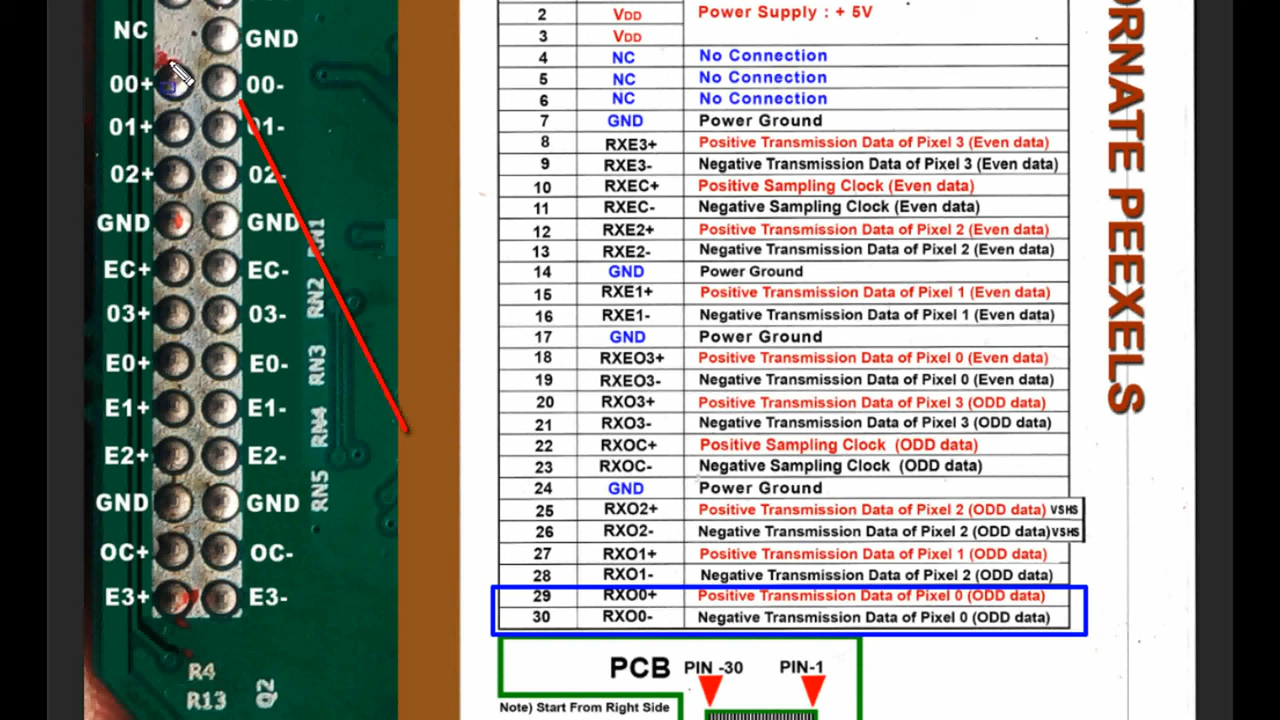 NC GND
00+ 00-
01+ 01-
02+ 02-
GND GND
EC+ EC-
03+ 03-
E0+ E0-
E1+ E1-
E2+ E2-
GND GND
OC+ OC-
E3+ E3-
RN1
RN2
RN3
RN4
RN5
R4
R13
Q2
2 VDD Power Supply : + 5V
3 VDD
4 NC No Connection
5 NC No Connection
6 NC No Connection
7 GND Power Ground
8 RXE3+ Positive Transmission Data of Pixel 3 (Even data)
9 RXE3- Negative Transmission Data of Pixel 3 (Even data)
10 RXEC+ Positive Sampling Clock (Even data)
11 RXEC- Negative Sampling Clock (Even data)
12 RXE2+ Positive Transmission Data of Pixel 2 (Even data)
13 RXE2- Negative Transmission Data of Pixel 2 (Even data)
14 GND Power Ground
15 RXE1+ Positive Transmission Data of Pixel 1 (Even data)
16 RXE1- Negative Transmission Data of Pixel 1 (Even data)
17 GND Power Ground
18 RXEO3+ Positive Transmission Data of Pixel 0 (Even data)
19 RXEO3- Negative Transmission Data of Pixel 0 (Even data)
20 RXO3+ Positive Transmission Data of Pixel 3 (ODD data)
21 RXO3- Negative Transmission Data of Pixel 3 (ODD data)
22 RXOC+ Positive Sampling Clock (ODD data)
23 RXOC- Negative Sampling Clock (ODD data)
24 GND Power Ground
25 RXO2+ Positive Transmission Data of Pixel 2 (ODD data) VSHS
26 RXO2- Negative Transmission Data of Pixel 2 (ODD data) VSHS
27 RXO1+ Positive Transmission Data of Pixel 1 (ODD data)
28 RXO1- Negative Transmission Data of Pixel 2 (ODD data)
29 RXO0+ Positive Transmission Data of Pixel 0 (ODD data)
30 RXO0- Negative Transmission Data of Pixel 0 (ODD data)
PCB PIN -30 PIN-1
Note) Start From Right Side
PEEXELS